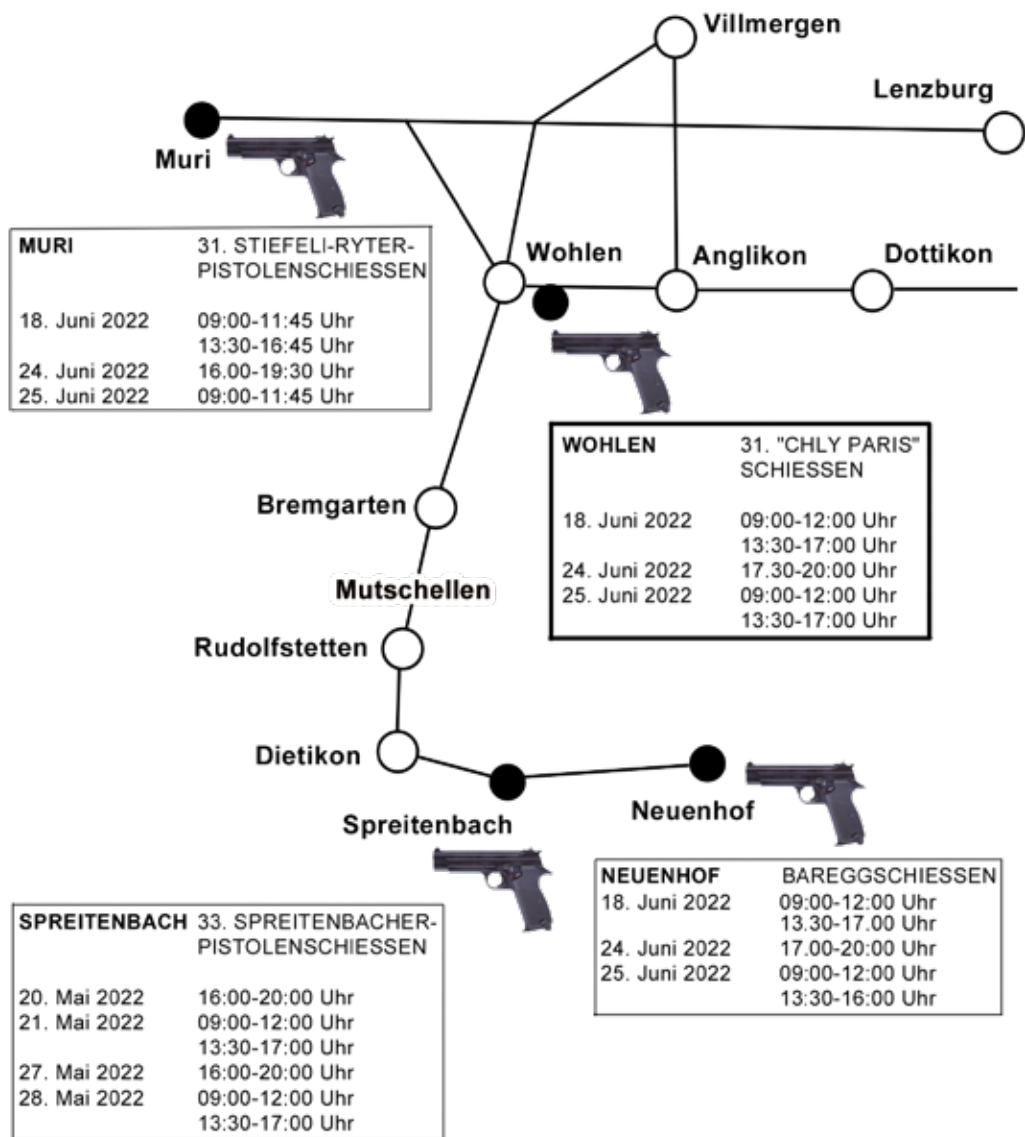 Villmergen
Lenzburg
Muri
MURI 31. STIEFELI-RYTER-
PISTOLENSCHIESSEN
18. Juni 2022 09:00-11:45 Uhr
13:30-16:45 Uhr
24. Juni 2022 16.00-19:30 Uhr
25. Juni 2022 09:00-11:45 Uhr
Wohlen
Anglikon
Dottikon
WOHLEN 31. "CHLY PARIS"
SCHIESSEN
18. Juni 2022 09:00-12:00 Uhr
13:30-17:00 Uhr
24. Juni 2022 17.30-20:00 Uhr
25. Juni 2022 09:00-12:00 Uhr
13:30-17:00 Uhr
Bremgarten
Mutschellen
Rudolfstetten
Dietikon
Spreitenbach
Neuenhof
NEUENHOF BAREGGSCHIESSEN
18. Juni 2022 09:00-12:00 Uhr
13.30-17.00 Uhr
24. Juni 2022 17.00-20:00 Uhr
25. Juni 2022 09:00-12:00 Uhr
13:30-16:00 Uhr
SPREITENBACH 33. SPREITENBACHER-
PISTOLENSCHIESSEN
20. Mai 2022 16:00-20:00 Uhr
21. Mai 2022 09:00-12:00 Uhr
13:30-17:00 Uhr
27. Mai 2022 16:00-20:00 Uhr
28. Mai 2022 09:00-12:00 Uhr
13:30-17:00 Uhr